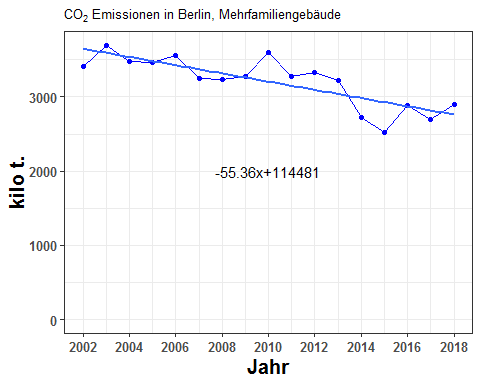 CO₂ Emissionen in Berlin, Mehrfamiliengebäude
3000
2000
1000
0
-55.36x+114481
kilo t.
2002 2004 2006 2008 2010 2012 2014 2016 2018
Jahr